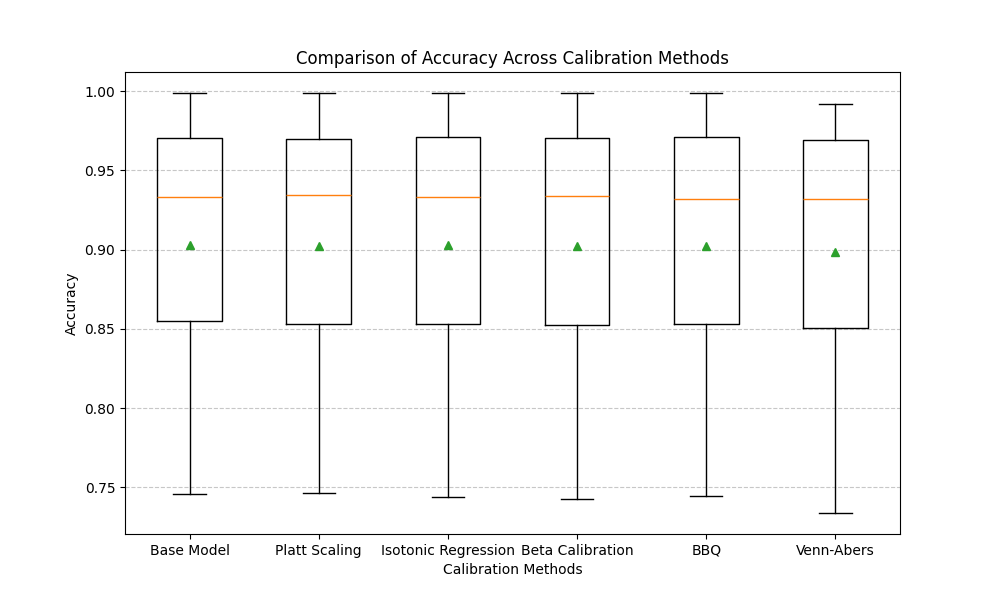 Comparison of Accuracy Across Calibration Methods
1.00
0.95
0.90
0.85
0.80
0.75
Accuracy
Base Model Platt Scaling Isotonic Regression Beta Calibration BBQ Venn-Abers
Calibration Methods